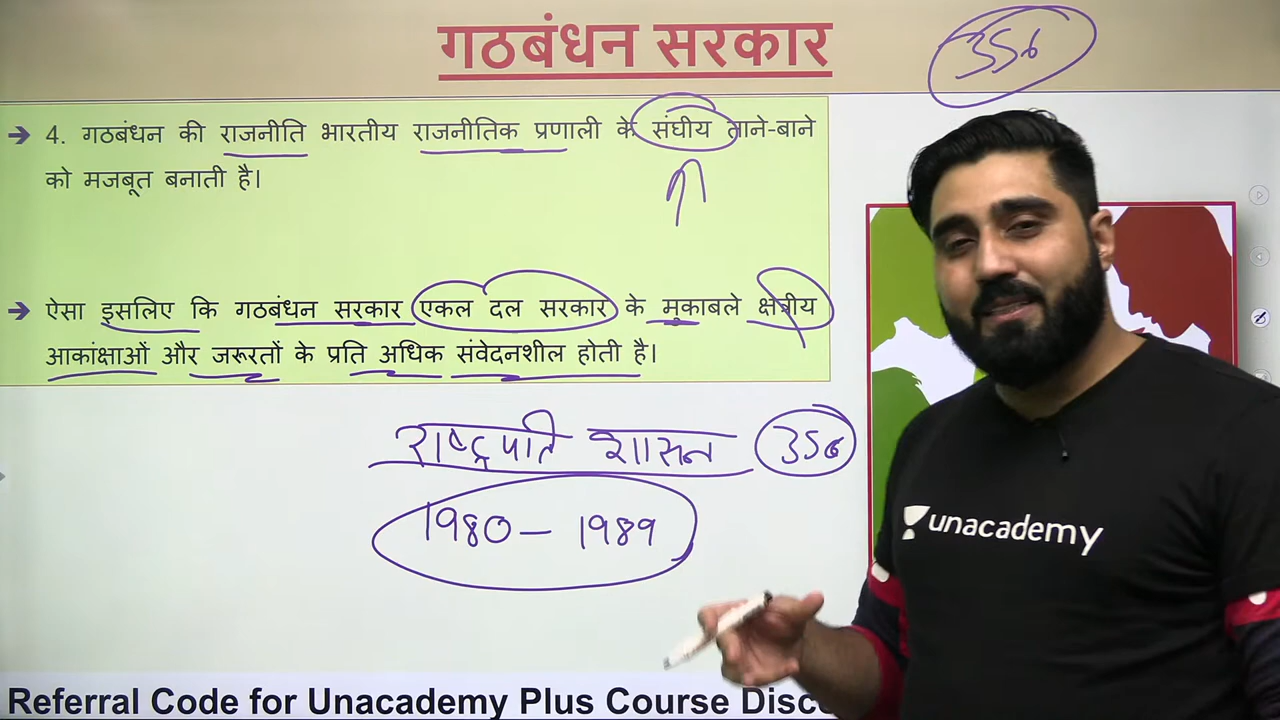 गठबंधन सरकार
356
4. गठबंधन की राजनीति भारतीय राजनीतिक प्रणाली के संघीय ताने-बाने
को मजबूत बनाती है।
ऐसा इसलिए कि गठबंधन सरकार एकल दल सरकार के मुकाबले क्षेत्रीय
आकांक्षाओं और जरूरतों के प्रति अधिक संवेदनशील होती है।
राष्ट्रपति शासन 356
1980 – 1989
unacademy
Referral Code for Unacademy Plus Course